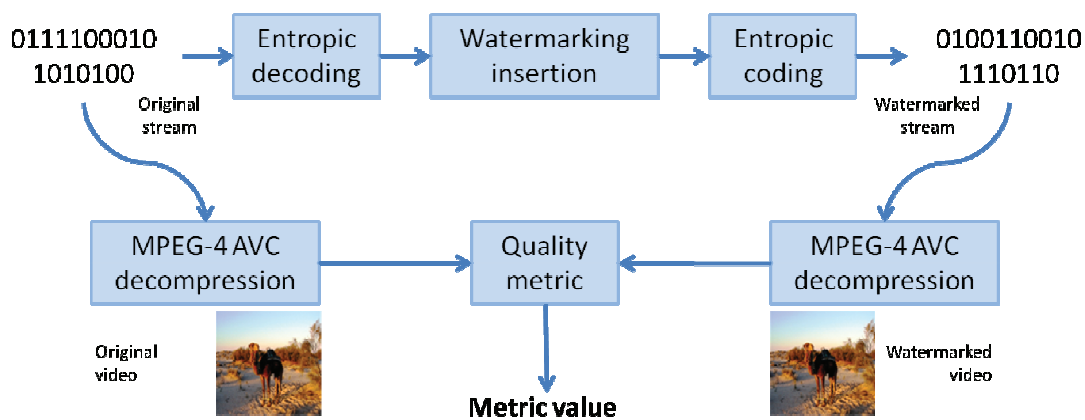 0111100010
1010100
Entropic
decoding
Watermarking
insertion
Entropic
coding
0100110010
1110110
Original
stream
Watermarked
stream
MPEG-4 AVC
decompression
Quality
metric
MPEG-4 AVC
decompression
Original
video
Watermarked
video
Metric value